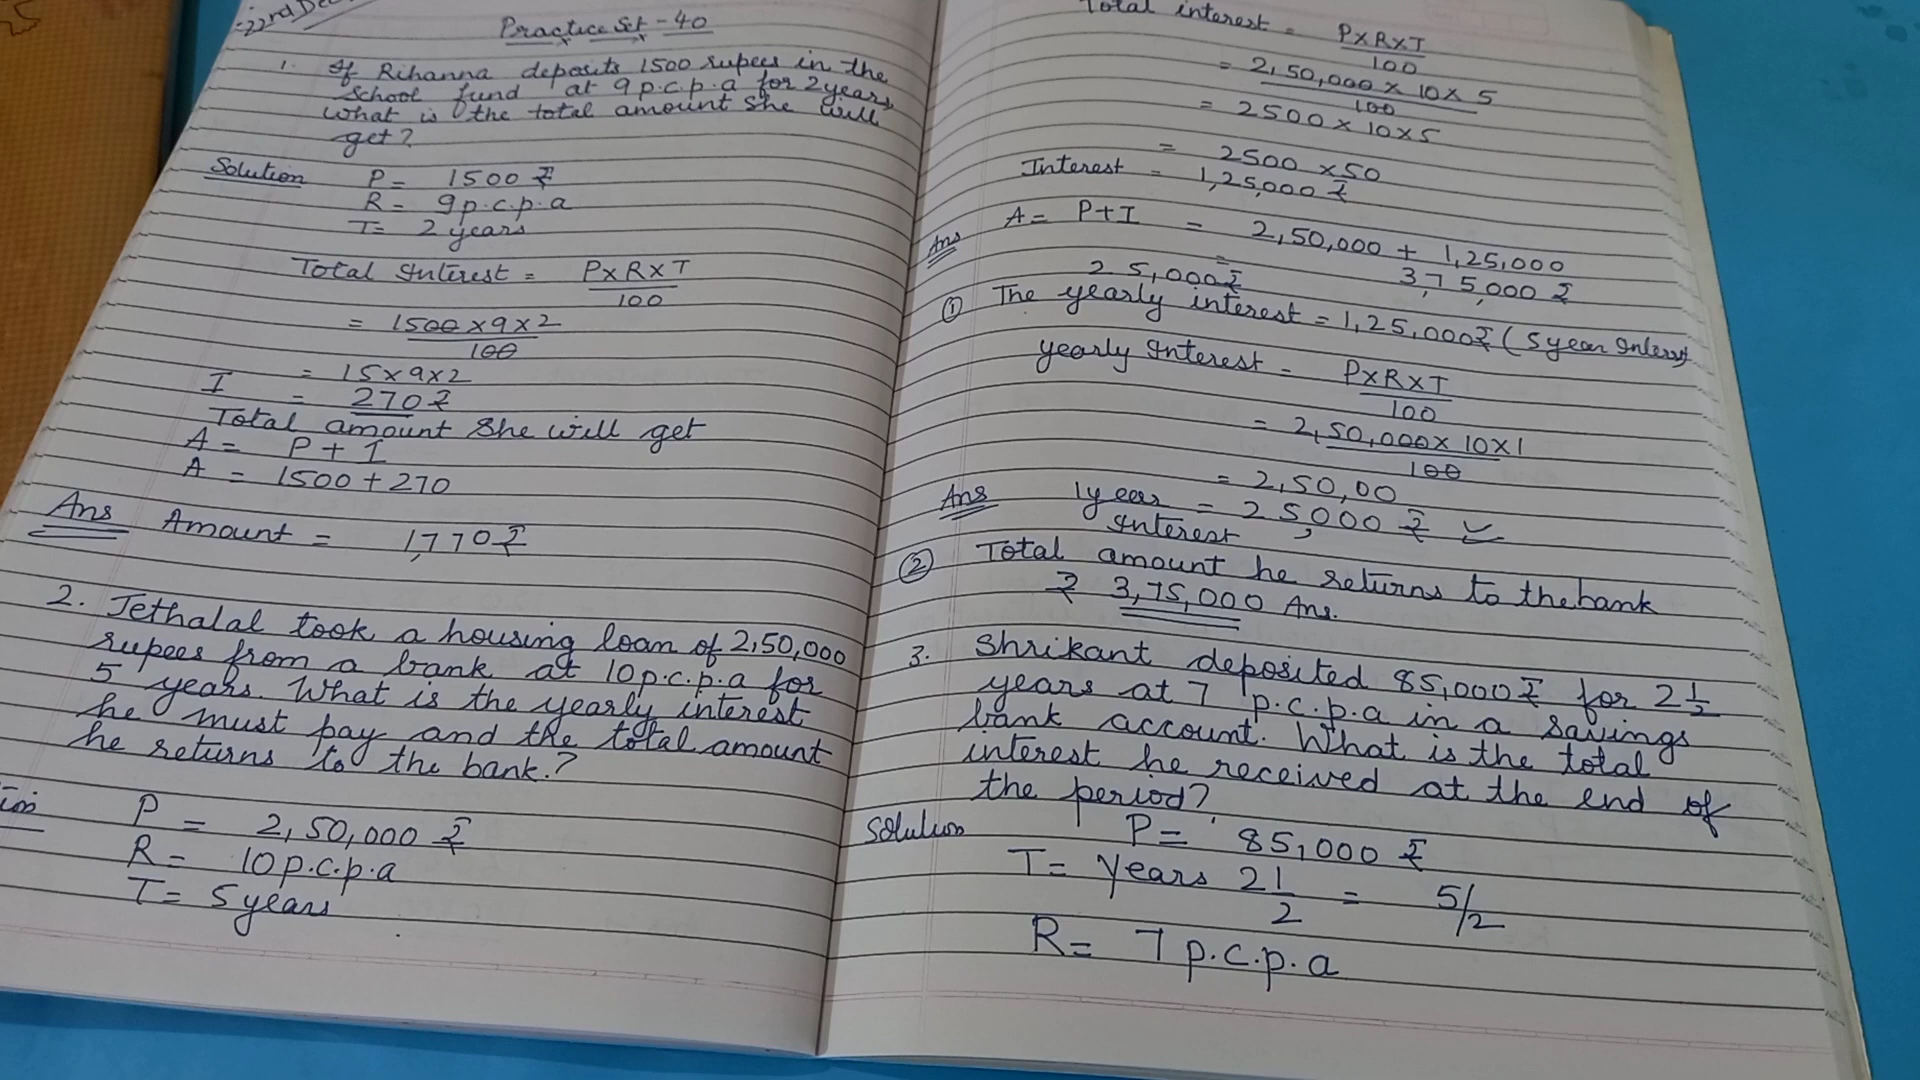 22nd Dec
Practice Set - 40
1. If Rihanna deposits 1500 rupees in the
school fund at 9 p.c.p.a for 2 years,
what is the total amount she will
get?
Solution P = 1500 ₹
R = 9 p.c.p.a
T = 2 years
Total Interest = P×R×T
100
= 1500 × 9 × 2
100
= 15 × 9 × 2
I = 270 ₹
Total amount She will get
A = P + I
A = 1500 + 270
Ans Amount = 1,770 ₹
2. Jethalal took a housing loan of 2,50,000
rupees from a bank at 10 p.c.p.a for
5 years. What is the yearly interest
he must pay and the total amount
he returns to the bank.?
P = 2,50,000 ₹
R = 10 p.c.p.a
T = 5 years
Total interest = P×R×T
100
= 2,50,000 × 10 × 5
100
= 2500 × 10 × 5
= 2500 × 50
Interest = 1,25,000 ₹
A = P+I = 2,50,000 + 1,25,000
Ans = 3,75,000 ₹
25,000 ₹
① The yearly interest = 1,25,000 ₹ (5 year Interest
yearly Interest = P×R×T
100
= 2,50,000 × 10 × 1
100
= 2,50,00
Ans 1 year = 25,000 ₹
Interest
② Total amount he returns to the bank
₹ 3,75,000 Ans.
3. Shrikant deposited 85,000 ₹ for 2 1/2
years at 7 p.c.p.a in a savings
bank account. What is the total
interest he received at the end of
the period?
Solution P = 85,000 ₹
T = years 2 1/2 = 5/2
R = 7 p.c.p.a